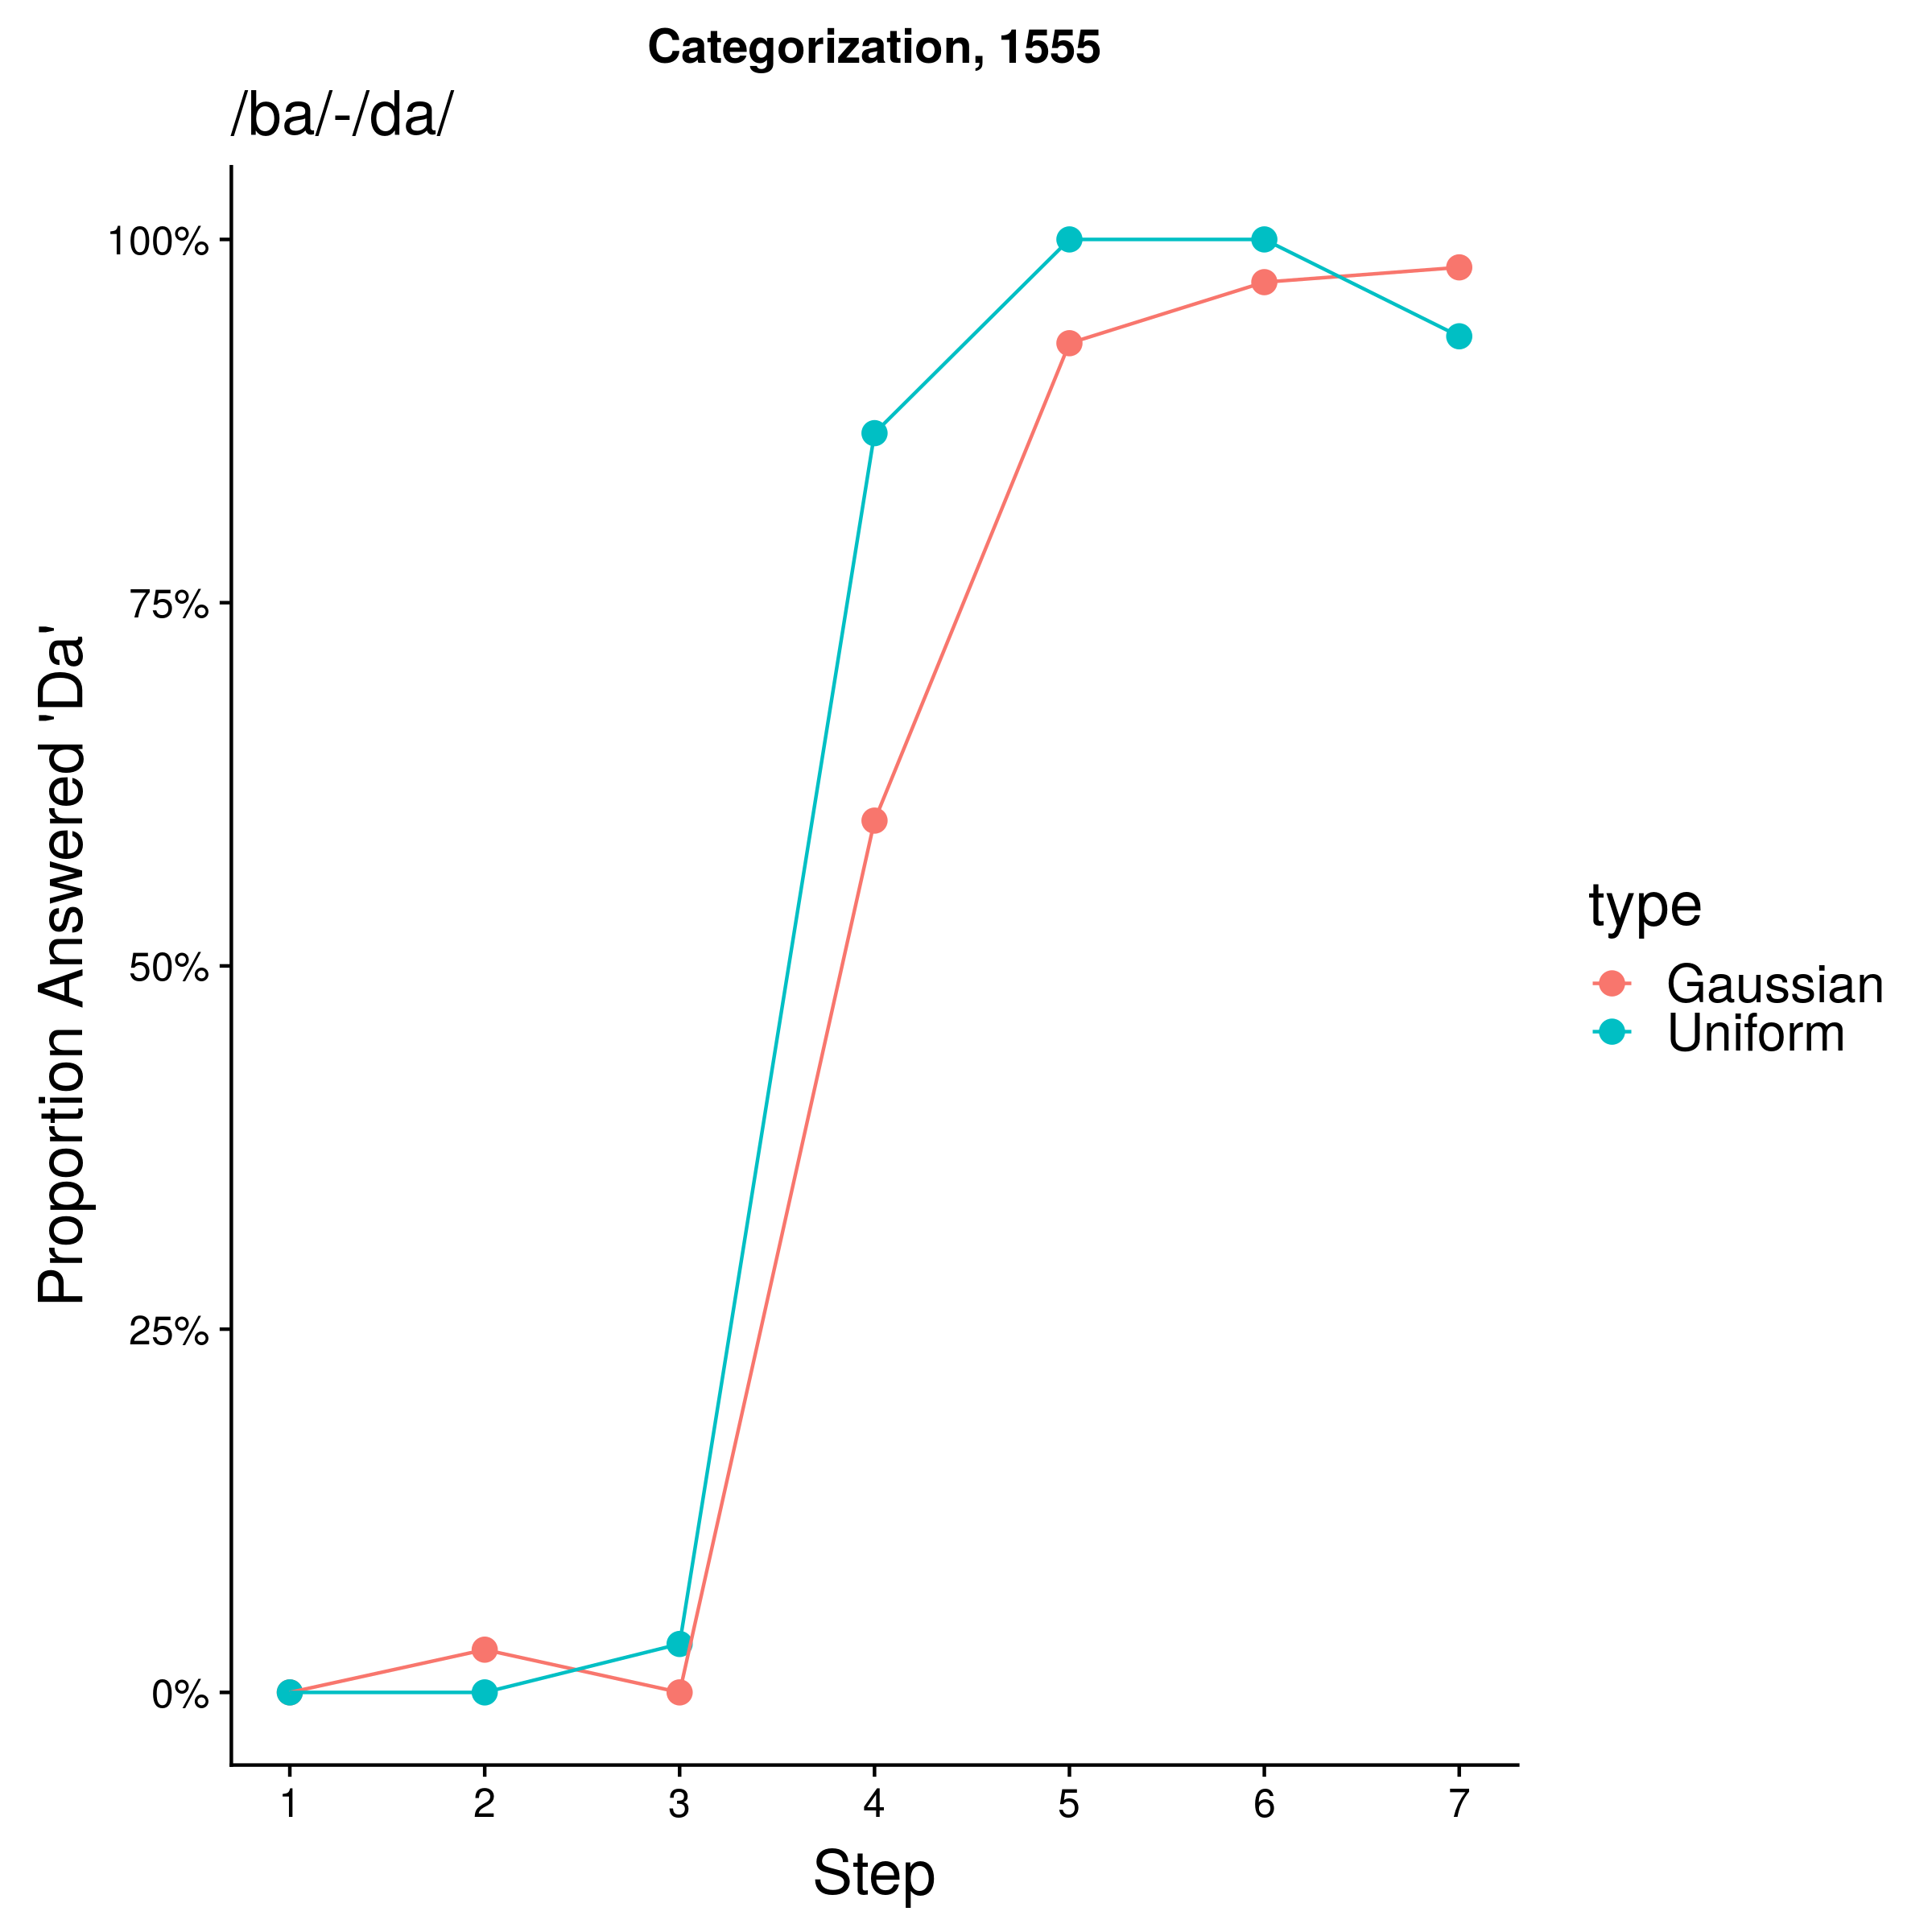 Categorization, 1555
/ba/-/da/
Proportion Answered 'Da'
100%
75%
50%
25%
0%
1 2 3 4 5 6 7
Step
type
Gaussian
Uniform